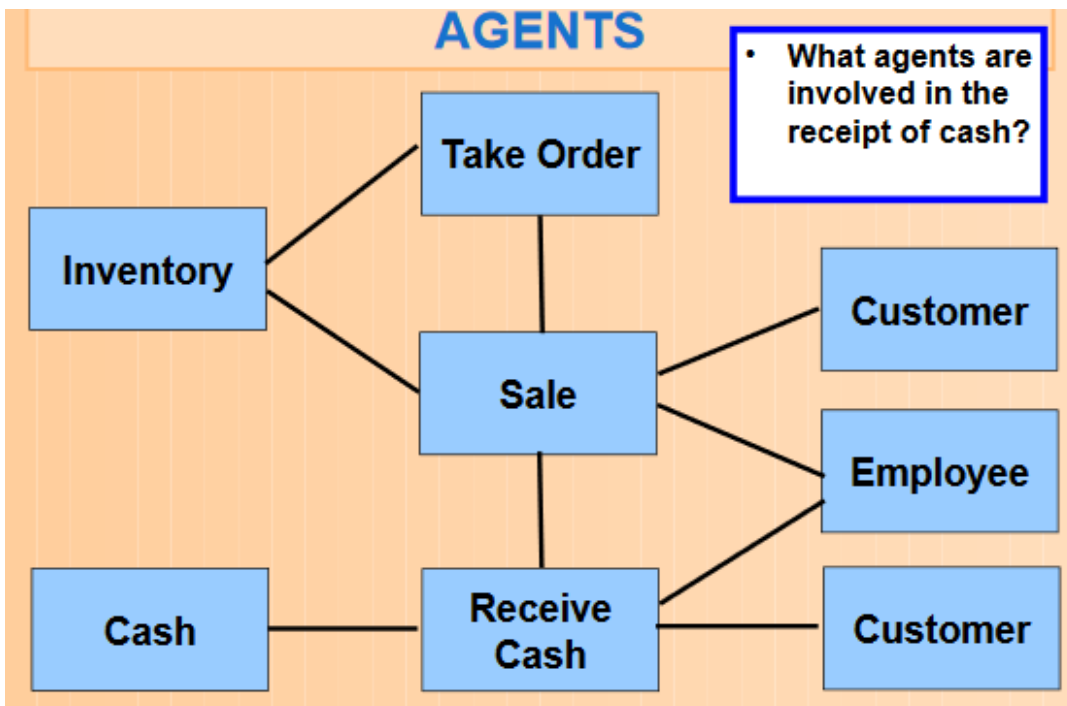 AGENTS
• What agents are
involved in the
receipt of cash?
Take Order
Inventory
Customer
Sale
Employee
Cash
Receive
Cash
Customer